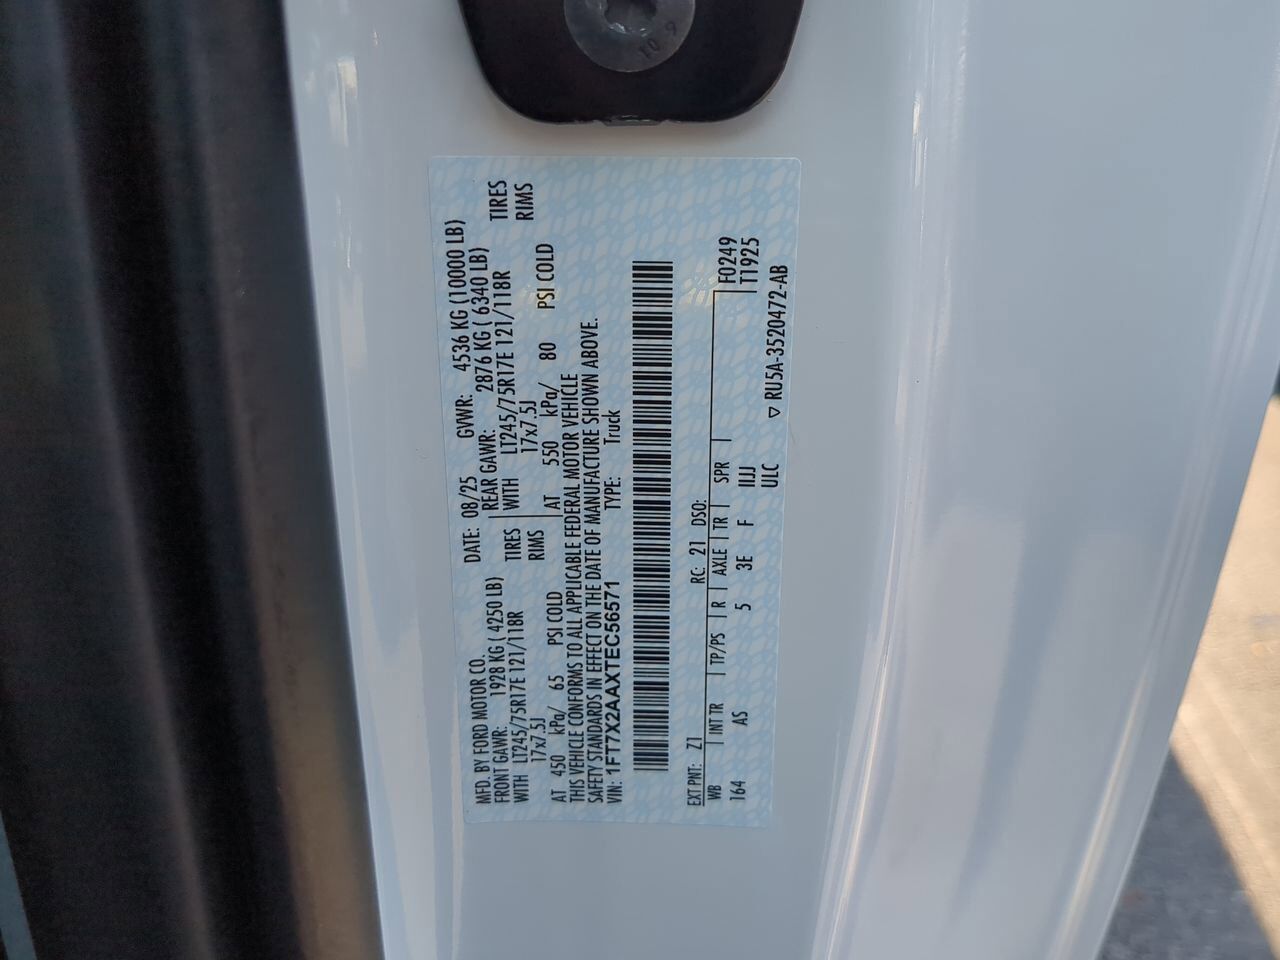 MFD. BY FORD MOTOR CO.
DATE: 08/25 GVWR: 4536 KG (10000 LB)
FRONT GAWR: 1928 KG ( 4250 LB) REAR GAWR: 2876 KG ( 6340 LB)
WITH LT245/75R17E 121/118R TIRES WITH LT245/75R17E 121/118R TIRES
17x7.5J RIMS 17x7.5J RIMS
AT 450 kPa/ 65 PSI COLD AT 550 kPa/ 80 PSI COLD
THIS VEHICLE CONFORMS TO ALL APPLICABLE FEDERAL MOTOR VEHICLE
SAFETY STANDARDS IN EFFECT ON THE DATE OF MANUFACTURE SHOWN ABOVE.
VIN: 1FT7X2AAXTEC56571 TYPE: Truck
EXT PNT: Z1 RC: 21 DSO: F0249
WB INT TR TP/PS R AXLE TR SPR T1925
164 AS 5 3E F IIJJ
ULC ▽ RU5A-3520472-AB